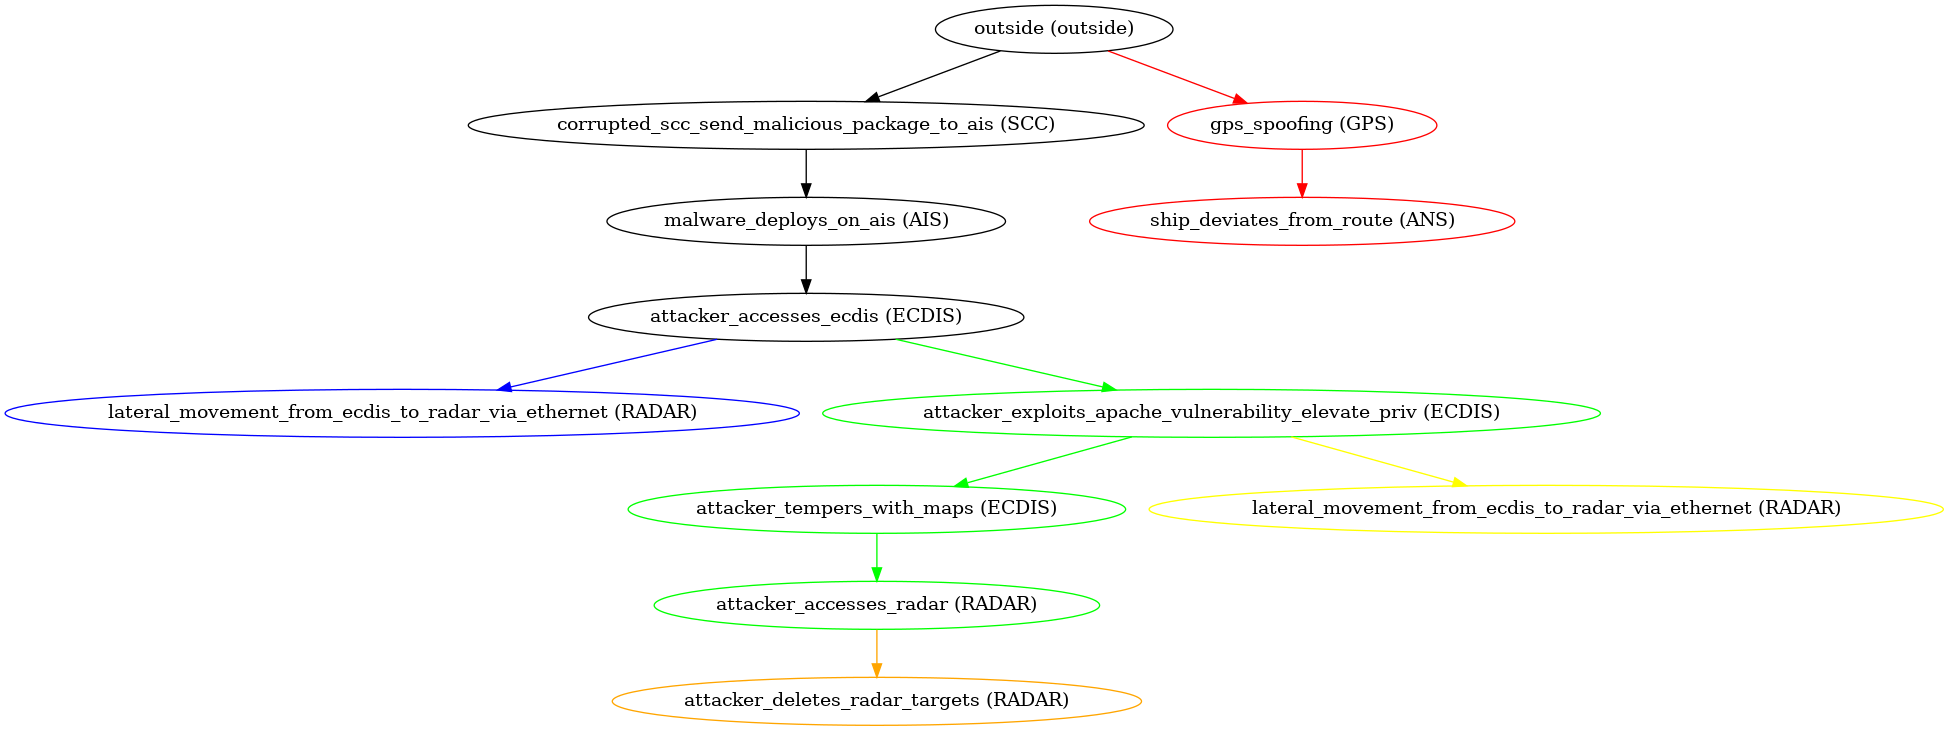 outside (outside)
corrupted_scc_send_malicious_package_to_ais (SCC)
gps_spoofing (GPS)
malware_deploys_on_ais (AIS)
ship_deviates_from_route (ANS)
attacker_accesses_ecdis (ECDIS)
lateral_movement_from_ecdis_to_radar_via_ethernet (RADAR)
attacker_exploits_apache_vulnerability_elevate_priv (ECDIS)
attacker_tempers_with_maps (ECDIS)
lateral_movement_from_ecdis_to_radar_via_ethernet (RADAR)
attacker_accesses_radar (RADAR)
attacker_deletes_radar_targets (RADAR)